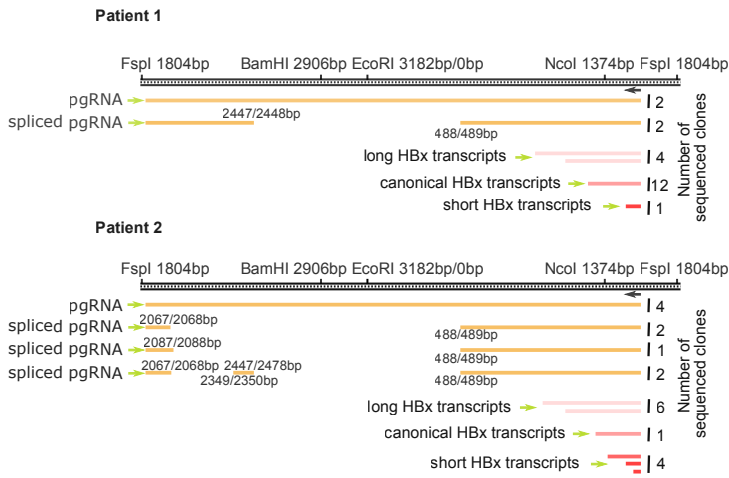 Patient 1
FspI 1804bp BamHI 2906bp EcoRI 3182bp/0bp NcoI 1374bp FspI 1804bp
pgRNA 2
spliced pgRNA 2447/2448bp 488/489bp 2
long HBx transcripts 4
canonical HBx transcripts 12
short HBx transcripts 1
Number of
sequenced clones
Patient 2
FspI 1804bp BamHI 2906bp EcoRI 3182bp/0bp NcoI 1374bp FspI 1804bp
pgRNA 4
spliced pgRNA 2067/2068bp 488/489bp 2
spliced pgRNA 2087/2088bp 488/489bp 1
spliced pgRNA 2067/2068bp 2447/2478bp 2349/2350bp 488/489bp 2
long HBx transcripts 6
canonical HBx transcripts 1
short HBx transcripts 4
Number of
sequenced clones